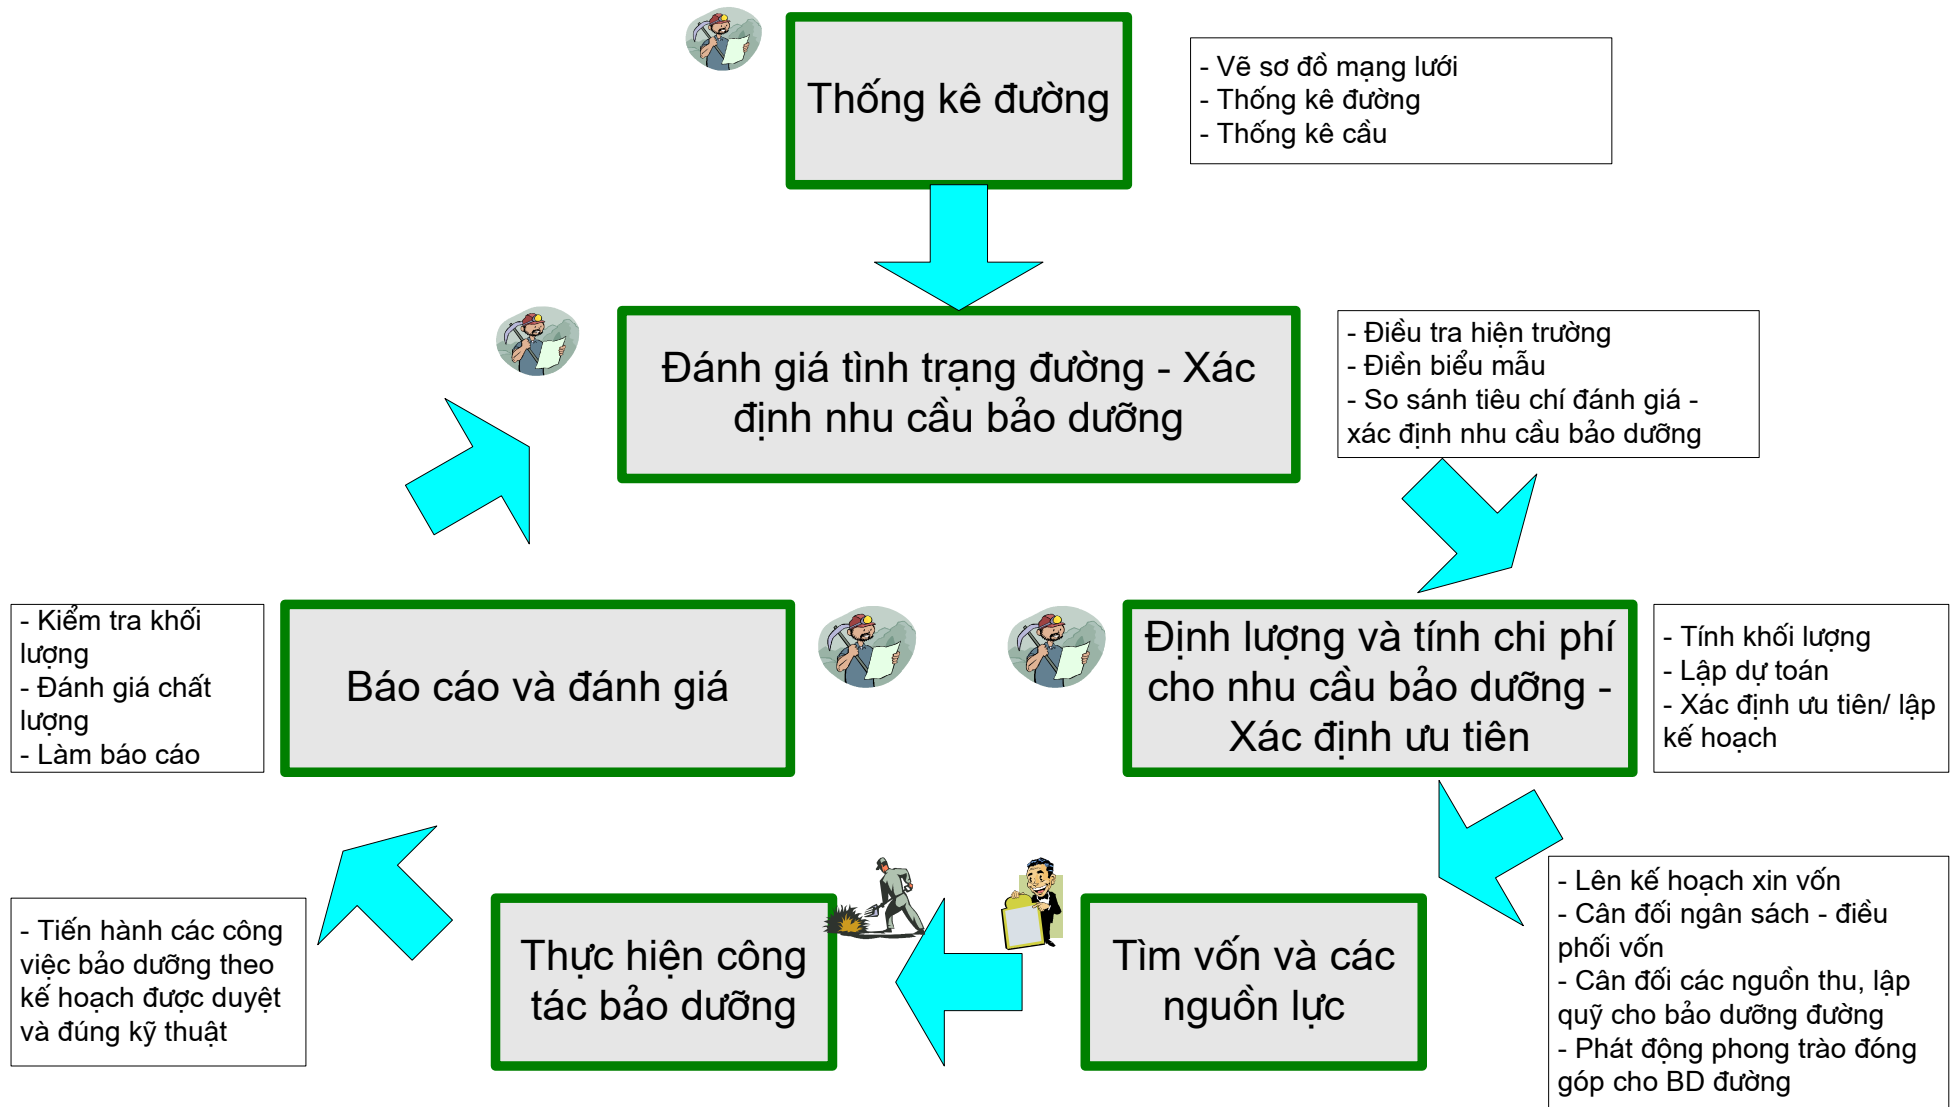 Thống kê đường
- Vẽ sơ đồ mạng lưới
- Thống kê đường
- Thống kê cầu
Đánh giá tình trạng đường - Xác
định nhu cầu bảo dưỡng
- Điều tra hiện trường
- Điền biểu mẫu
- So sánh tiêu chí đánh giá -
xác định nhu cầu bảo dưỡng
- Kiểm tra khối
lượng
- Đánh giá chất
lượng
- Làm báo cáo
Báo cáo và đánh giá
Định lượng và tính chi phí
cho nhu cầu bảo dưỡng -
Xác định ưu tiên
- Tính khối lượng
- Lập dự toán
- Xác định ưu tiên/ lập
kế hoạch
- Tiến hành các công
việc bảo dưỡng theo
kế hoạch được duyệt
và đúng kỹ thuật
Thực hiện công
tác bảo dưỡng
Tìm vốn và các
nguồn lực
- Lên kế hoạch xin vốn
- Cân đối ngân sách - điều
phối vốn
- Cân đối các nguồn thu, lập
quỹ cho bảo dưỡng đường
- Phát động phong trào đóng
góp cho BD đường